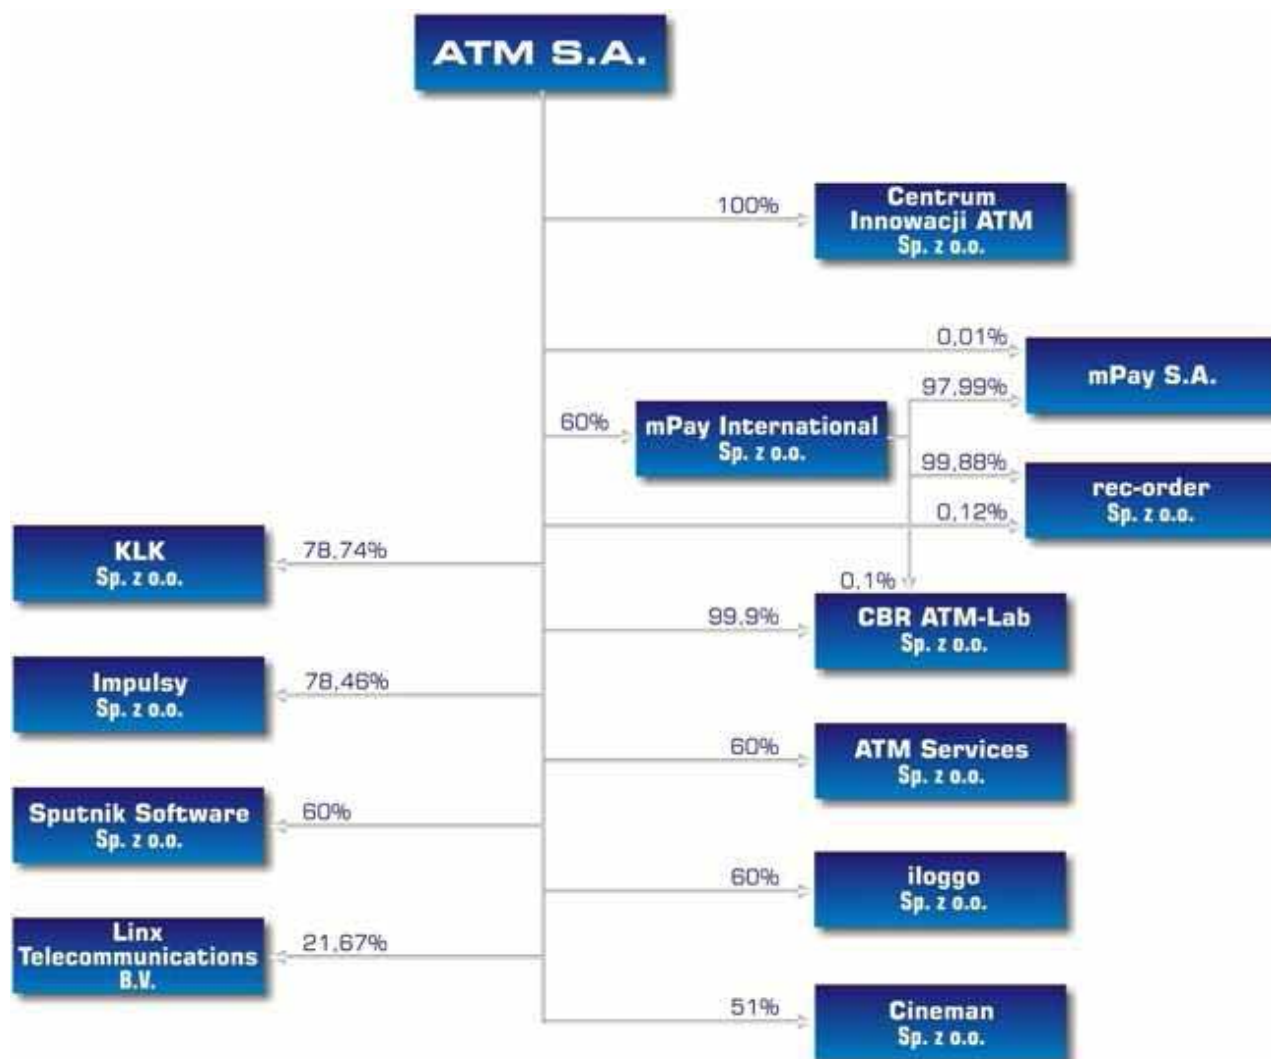 ATM S.A.
100%
Centrum
Innowacji ATM
Sp. z o.o.
0,01%
mPay S.A.
97,99%
60%
mPay International
Sp. z o.o.
99,88%
rec-order
Sp. z o.o.
0,12%
KLK
Sp. z o.o.
78,74%
0,1%
99,9%
CBR ATM-Lab
Sp. z o.o.
Impulsy
Sp. z o.o.
78,46%
60%
ATM Services
Sp. z o.o.
Sputnik Software
Sp. z o.o.
60%
60%
iloggo
Sp. z o.o.
Linx
Telecommunications
B.V.
21,67%
51%
Cineman
Sp. z o.o.